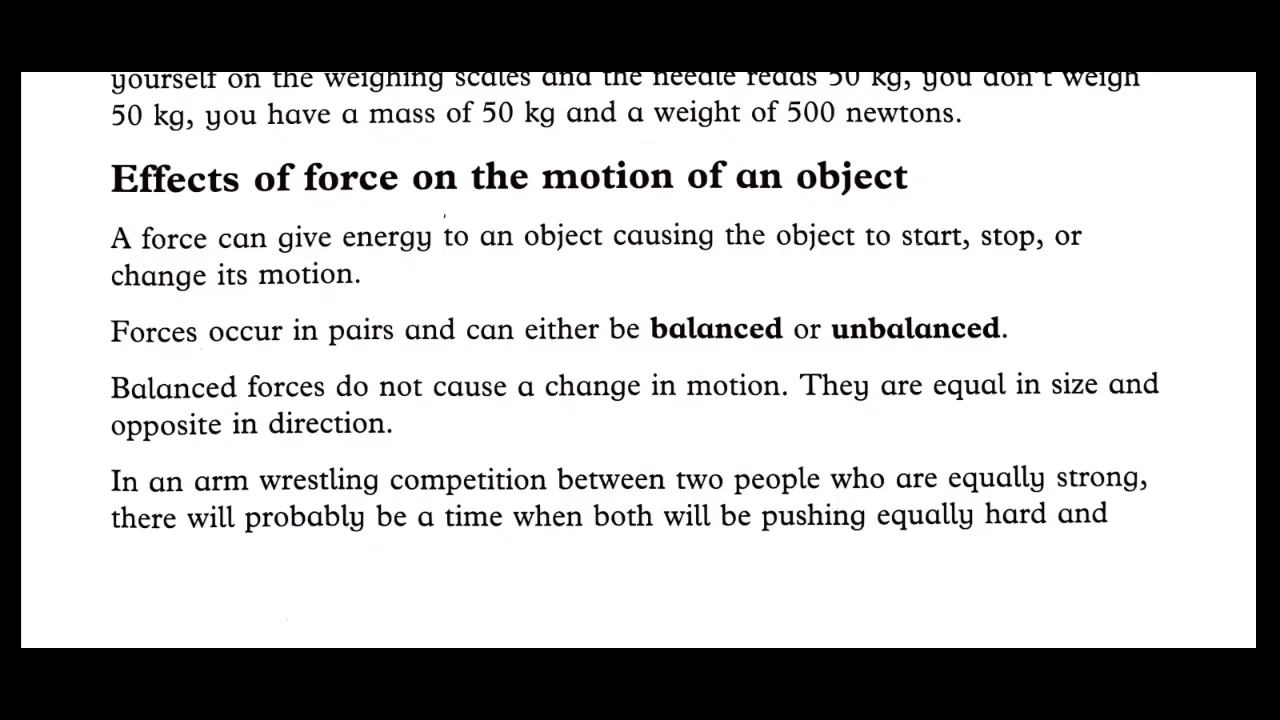 yourself on the weighing scales and the needle reads 50 kg, you don't weigh
50 kg, you have a mass of 50 kg and a weight of 500 newtons.
Effects of force on the motion of an object
A force can give energy to an object causing the object to start, stop, or
change its motion.
Forces occur in pairs and can either be balanced or unbalanced.
Balanced forces do not cause a change in motion. They are equal in size and
opposite in direction.
In an arm wrestling competition between two people who are equally strong,
there will probably be a time when both will be pushing equally hard and